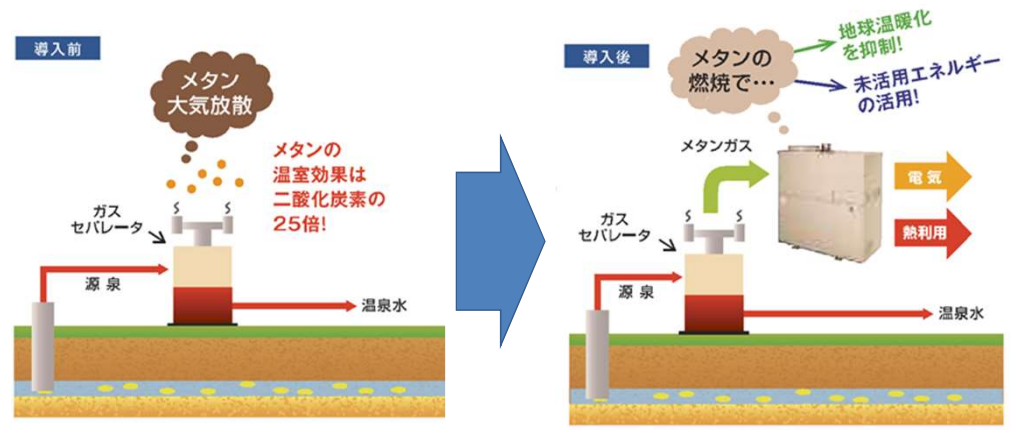 導入前
メタン
大気放散
メタンの
温室効果は
二酸化炭素の
25倍!
ガス
セパレータ
源泉
温泉水
導入後
メタンの
燃焼で…
地球温暖化
を抑制!
未活用エネルギー
の活用!
メタンガス
電気
熱利用
ガス
セパレータ
源泉
温泉水